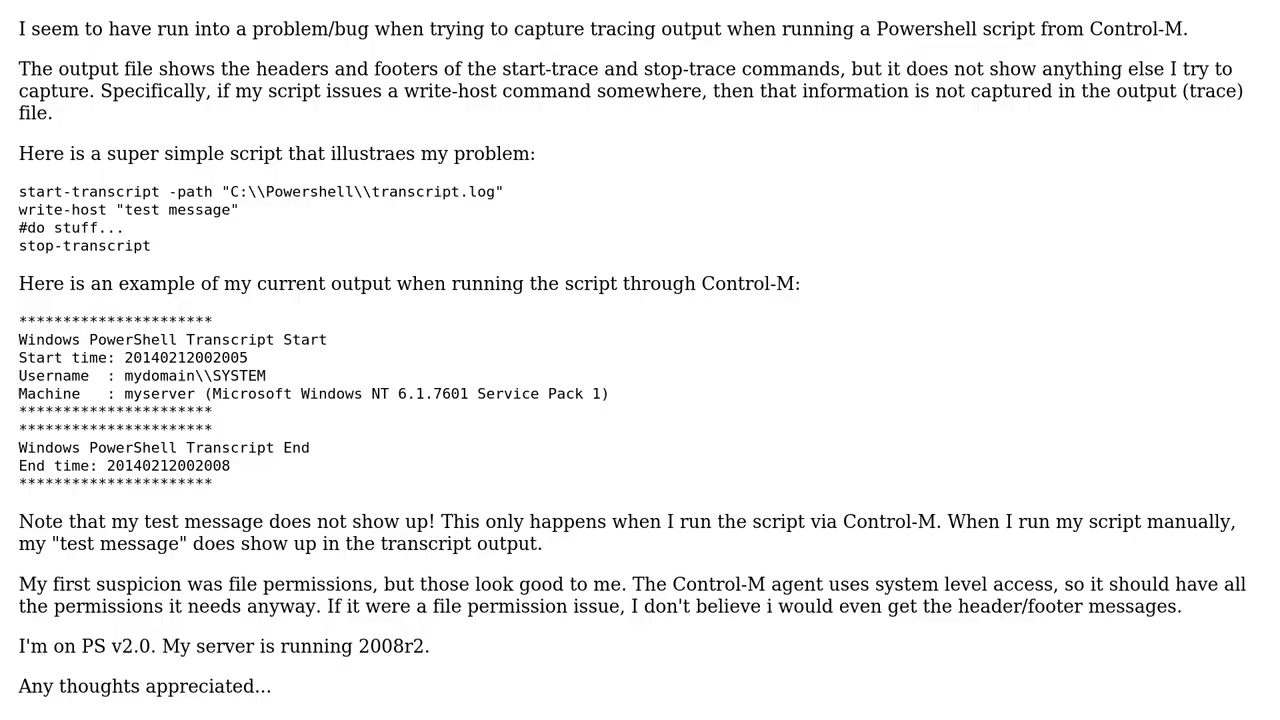 I seem to have run into a problem/bug when trying to capture tracing output when running a Powershell script from Control-M.
The output file shows the headers and footers of the start-trace and stop-trace commands, but it does not show anything else I try to
capture. Specifically, if my script issues a write-host command somewhere, then that information is not captured in the output (trace)
file.
Here is a super simple script that illustraes my problem:
start-transcript -path "C:\\Powershell\\transcript.log"
write-host "test message"
#do stuff...
stop-transcript
Here is an example of my current output when running the script through Control-M:
**********************
Windows PowerShell Transcript Start
Start time: 20140212002005
Username  : mydomain\\SYSTEM
Machine   : myserver (Microsoft Windows NT 6.1.7601 Service Pack 1)
**********************
**********************
Windows PowerShell Transcript End
End time: 20140212002008
**********************
Note that my test message does not show up! This only happens when I run the script via Control-M. When I run my script manually,
my "test message" does show up in the transcript output.
My first suspicion was file permissions, but those look good to me. The Control-M agent uses system level access, so it should have all
the permissions it needs anyway. If it were a file permission issue, I don't believe i would even get the header/footer messages.
I'm on PS v2.0. My server is running 2008r2.
Any thoughts appreciated...